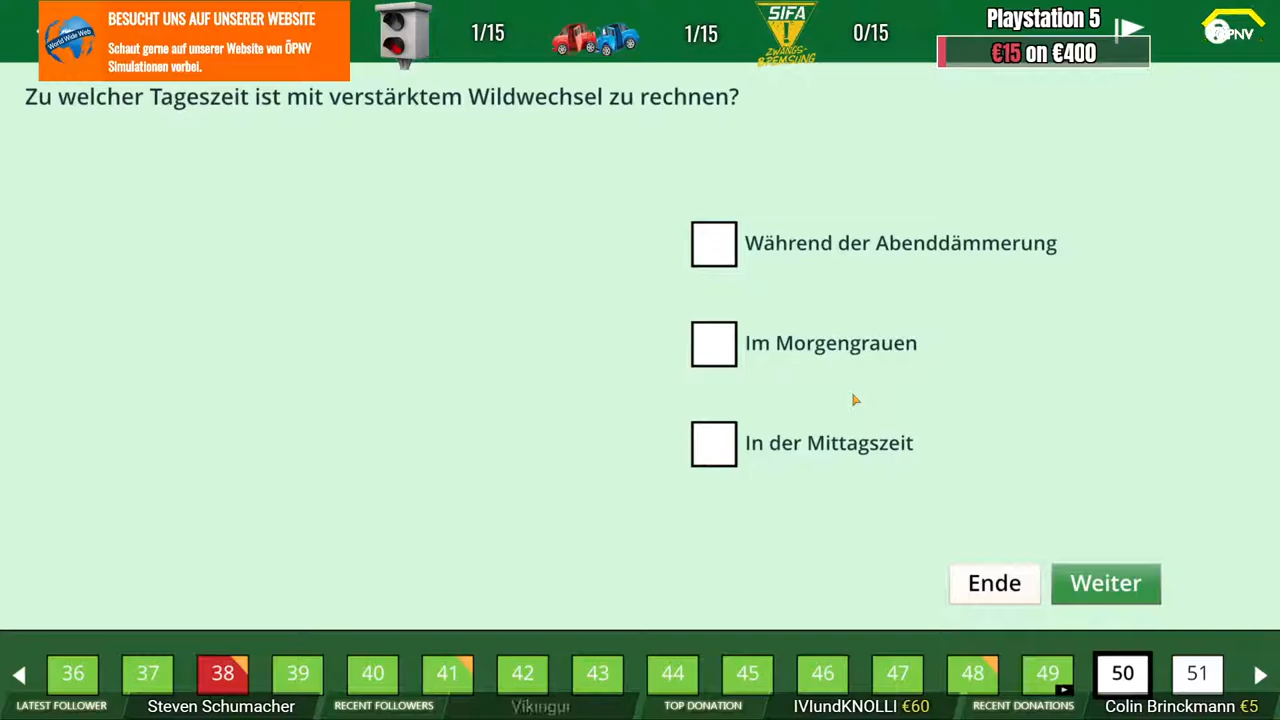 BESUCHT UNS AUF UNSERER WEBSITE
World Wide Web
Schaut gerne auf unserer Website von ÖPNV
Simulationen vorbei.
1/15
1/15
SIFA
ZWANGS-
BREMSUNG
0/15
Playstation 5
€15 on €400
ÖPNV
Zu welcher Tageszeit ist mit verstärktem Wildwechsel zu rechnen?
Während der Abenddämmerung
Im Morgengrauen
In der Mittagszeit
Ende
Weiter
36 37 38 39 40 41 42 43 44 45 46 47 48 49 50 51
LATEST FOLLOWER Steven Schumacher RECENT FOLLOWERS TOP DONATION IVIundKNOLLI €60 RECENT DONATIONS Colin Brinckmann €5